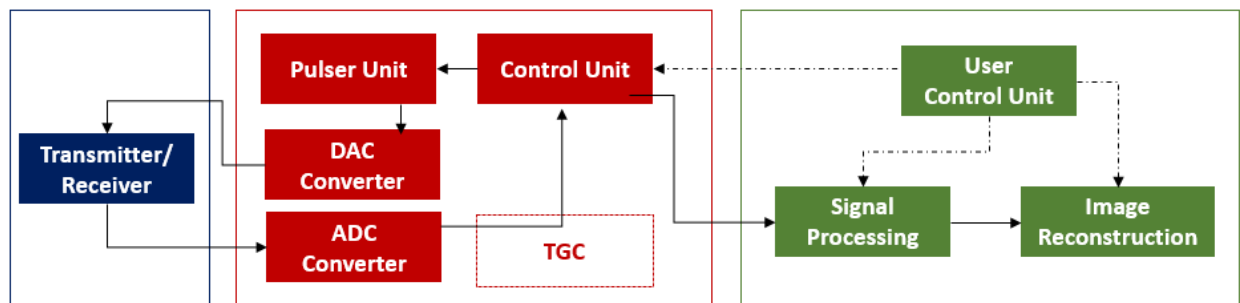 Transmitter/
Receiver
Pulser Unit
Control Unit
DAC
Converter
ADC
Converter
TGC
User
Control Unit
Signal
Processing
Image
Reconstruction